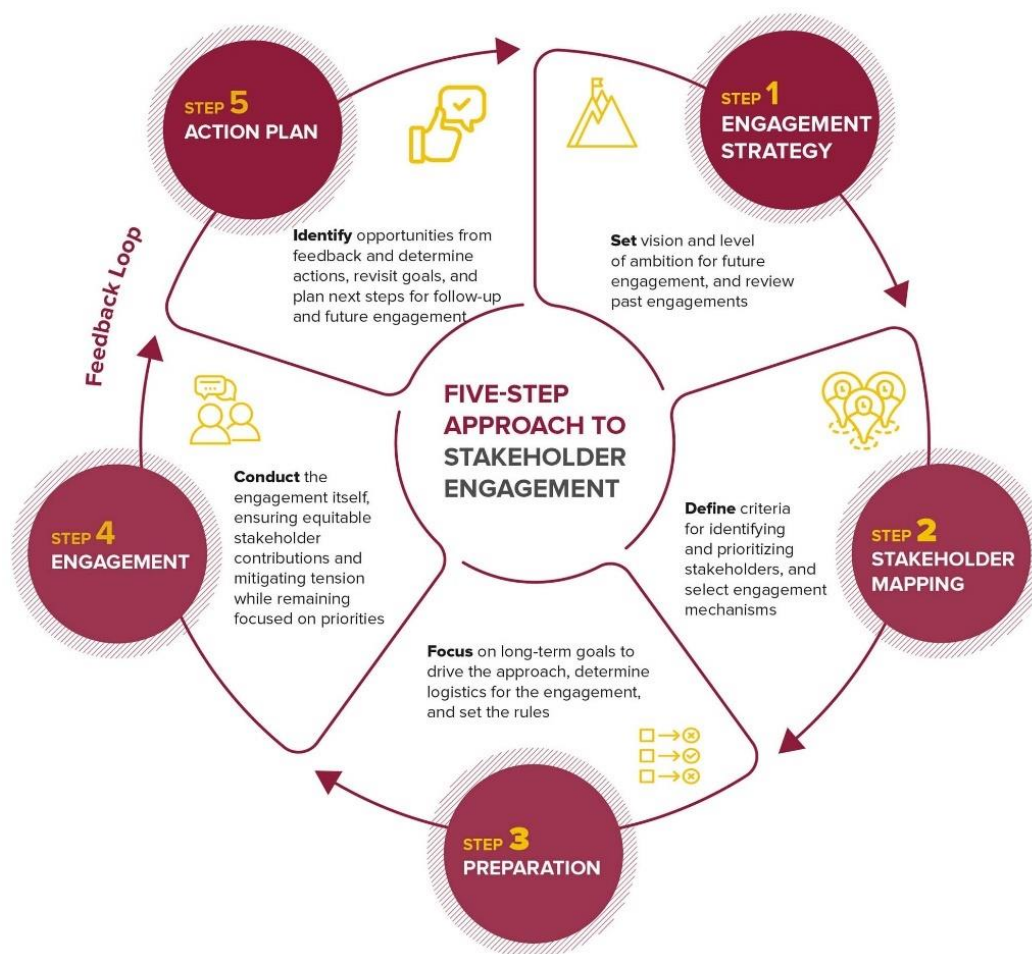 FIVE-STEP
APPROACH TO
STAKEHOLDER
ENGAGEMENT
STEP 1
ENGAGEMENT
STRATEGY
Set vision and level
of ambition for future
engagement, and review
past engagements
STEP 2
STAKEHOLDER
MAPPING
Define criteria
for identifying
and prioritizing
stakeholders, and
select engagement
mechanisms
STEP 3
PREPARATION
Focus on long-term goals to
drive the approach, determine
logistics for the engagement,
and set the rules
STEP 4
ENGAGEMENT
Conduct the
engagement itself,
ensuring equitable
stakeholder
contributions and
mitigating tension
while remaining
focused on priorities
Feedback Loop
STEP 5
ACTION PLAN
Identify opportunities from
feedback and determine
actions, revisit goals, and
plan next steps for follow-up
and future engagement